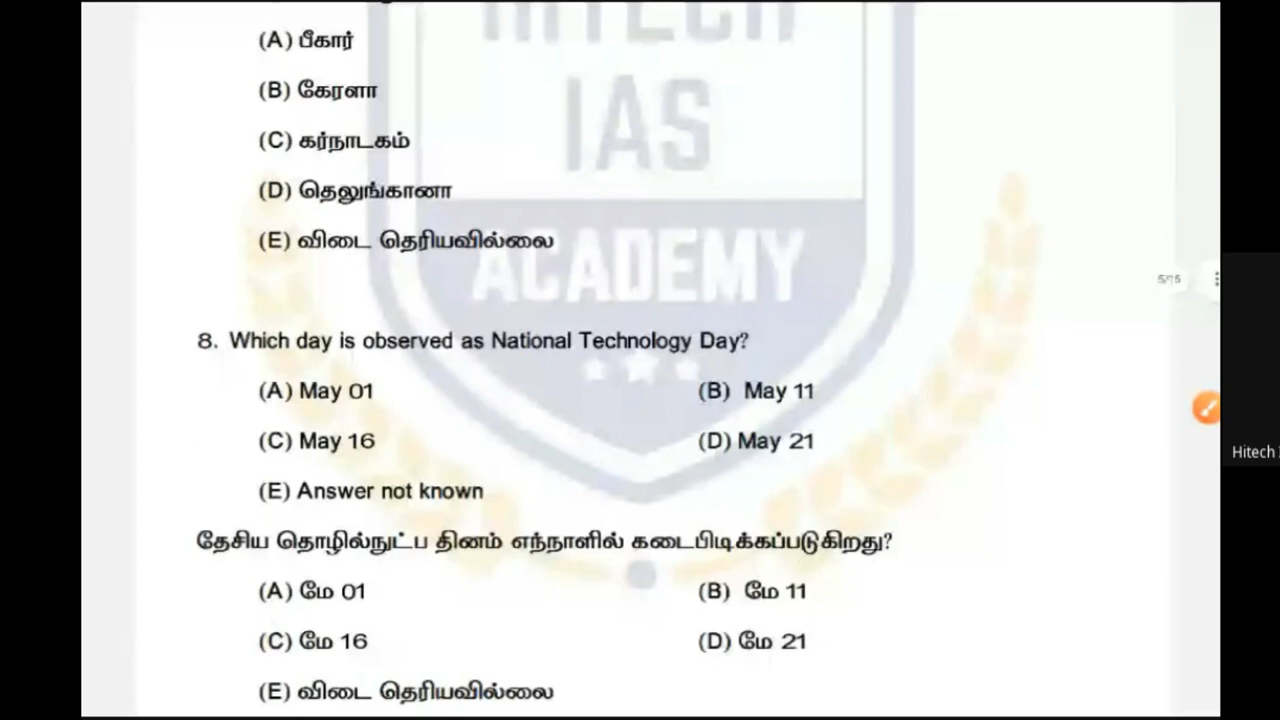 HITECH
IAS
ACADEMY
(A) பீகார்
(B) கேரளா
(C) கர்நாடகம்
(D) தெலுங்கானா
(E) விடை தெரியவில்லை
5/15
8. Which day is observed as National Technology Day?
(A) May 01 (B) May 11
(C) May 16 (D) May 21
(E) Answer not known
Hitech
தேசிய தொழில்நுட்ப தினம் எந்நாளில் கடைபிடிக்கப்படுகிறது?
(A) மே 01 (B) மே 11
(C) மே 16 (D) மே 21
(E) விடை தெரியவில்லை